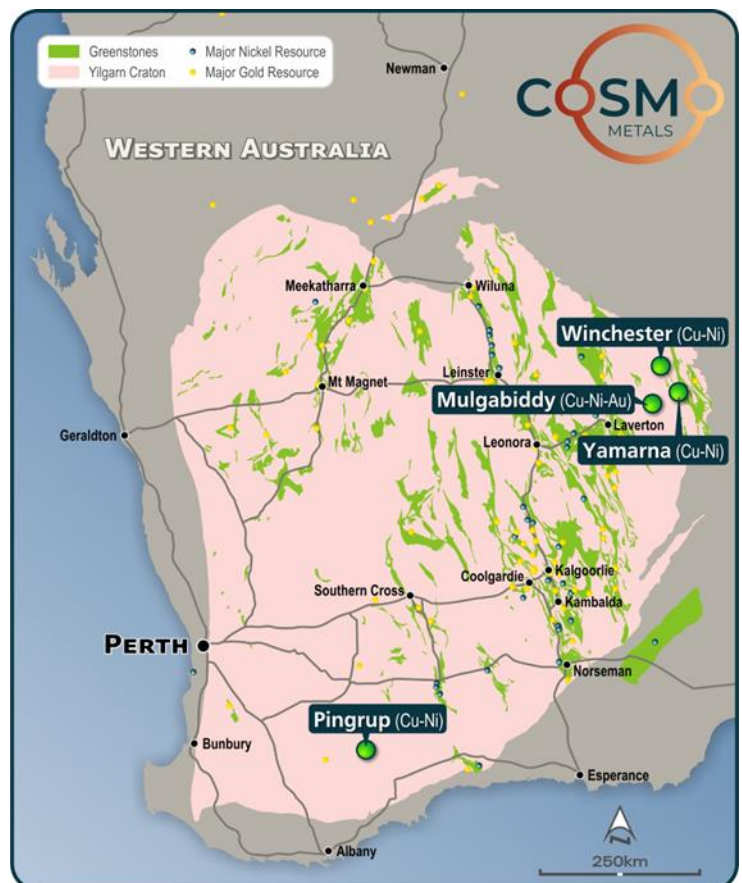 Greenstones
Major Nickel Resource
Yilgarn Craton
Major Gold Resource
COSMO
METALS
Newman
WESTERN AUSTRALIA
Meekatharra
Wiluna
Winchester (Cu-Ni)
Leinster
Mt Magnet
Mulgabiddy (Cu-Ni-Au)
Laverton
Geraldton
Leonora
Yamarna (Cu-Ni)
Kalgoorlie
Coolgardie
Southern Cross
Kambalda
PERTH
Norseman
Pingrup (Cu-Ni)
Bunbury
Esperance
Albany
250km